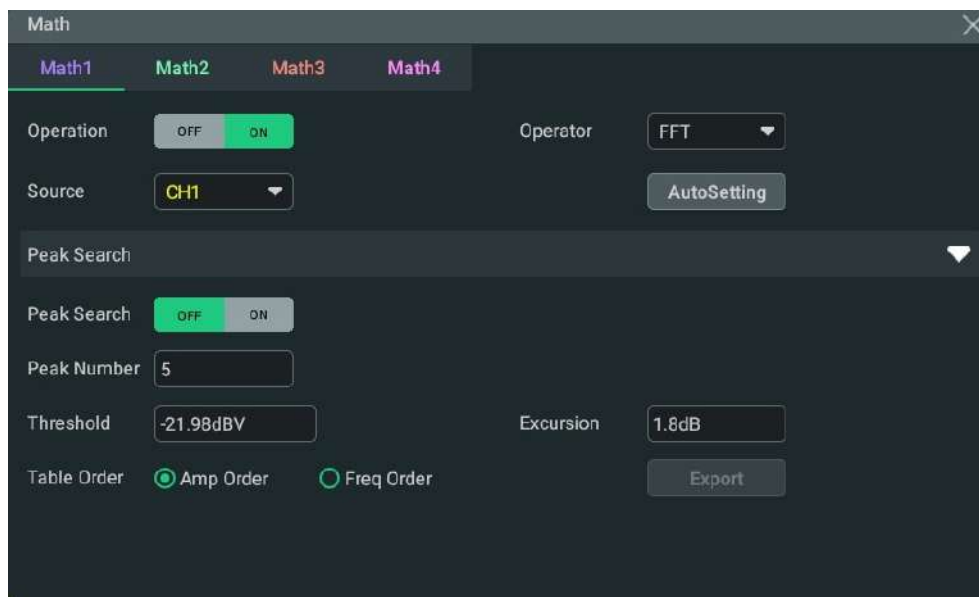 Math
Math1 Math2 Math3 Math4
Operation OFF ON Operator FFT
Source CH1 AutoSetting
Peak Search
Peak Search OFF ON
Peak Number 5
Threshold -21.98dBV Excursion 1.8dB
Table Order Amp Order Freq Order Export